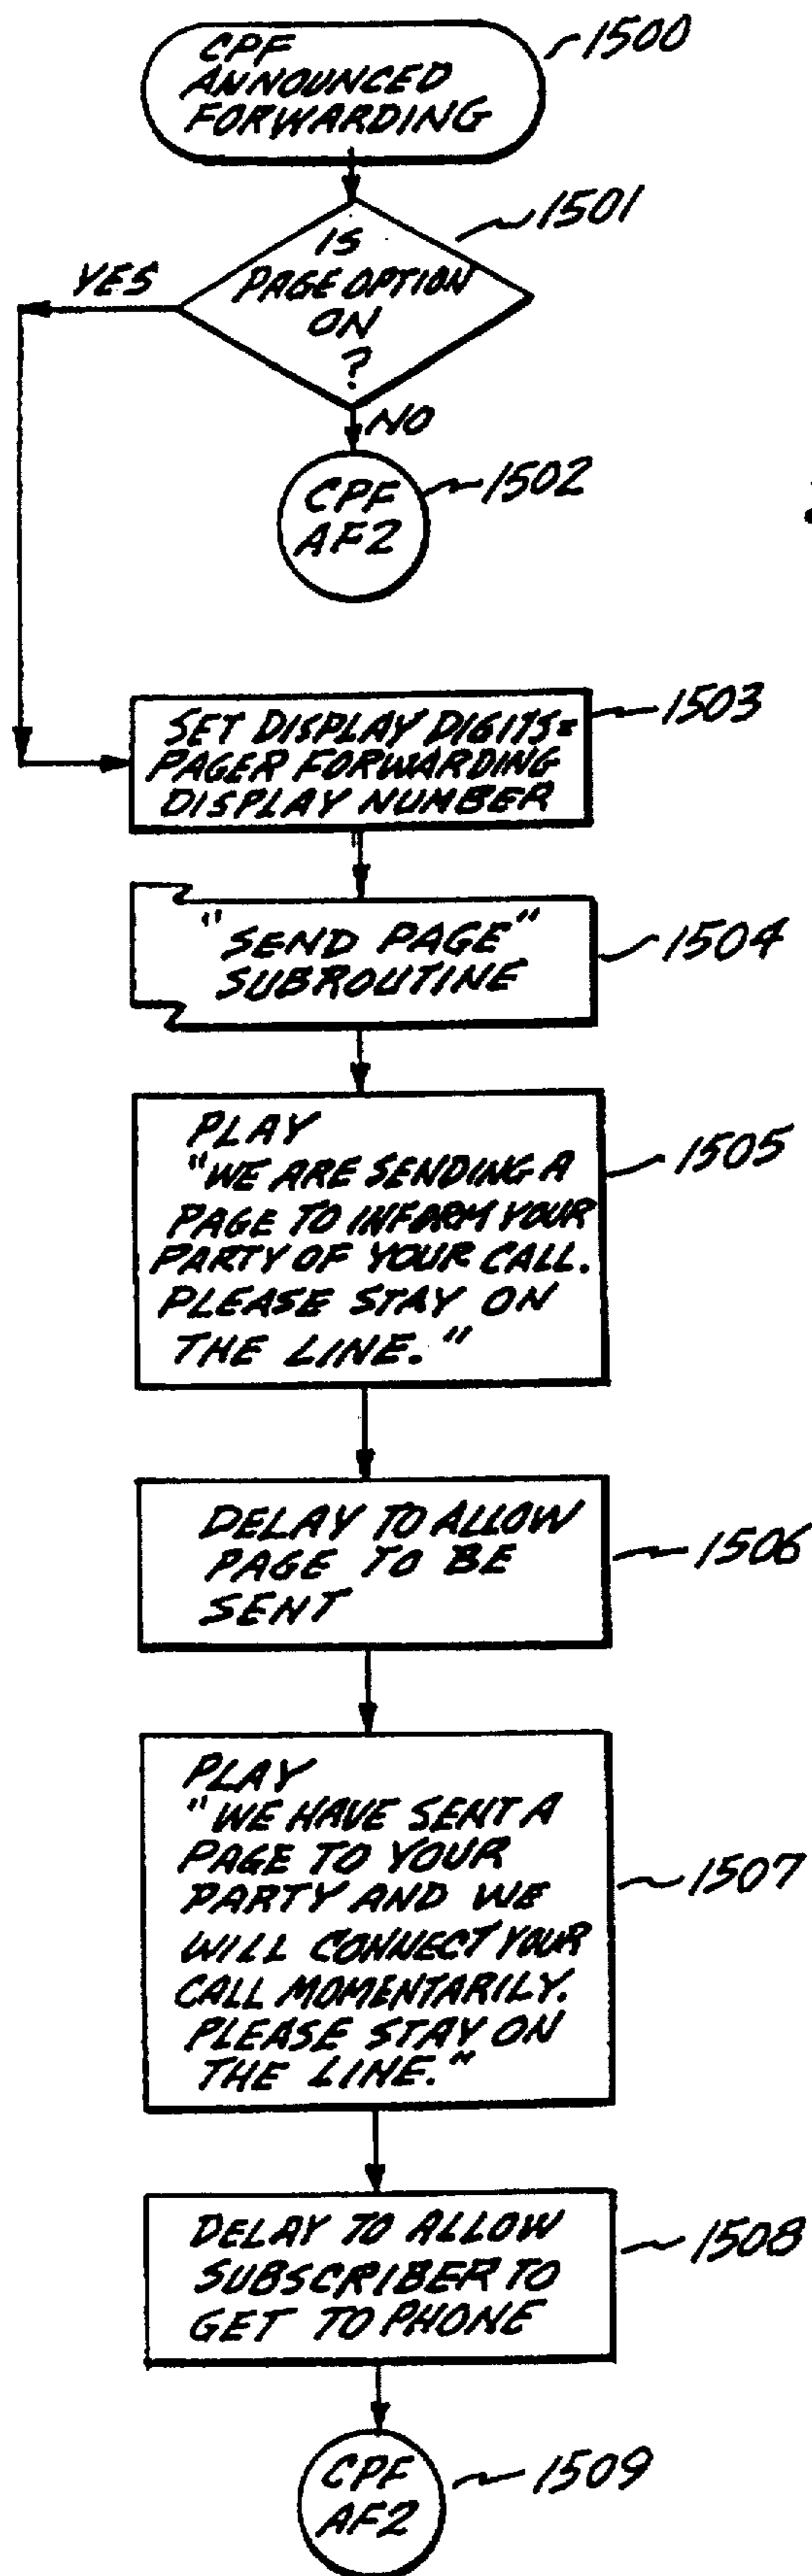 CPF
ANNOUNCED
FORWARDING
1500
IS
PAGE OPTION
ON
?
1501
YES
NO
CPF
AF2
1502
SET DISPLAY DIGITS=
PAGER FORWARDING
DISPLAY NUMBER
1503
"SEND PAGE"
SUBROUTINE
1504
PLAY
"WE ARE SENDING A
PAGE TO INFORM YOUR
PARTY OF YOUR CALL.
PLEASE STAY ON
THE LINE."
1505
DELAY TO ALLOW
PAGE TO BE
SENT
1506
PLAY
"WE HAVE SENT A
PAGE TO YOUR
PARTY AND WE
WILL CONNECT YOUR
CALL MOMENTARILY.
PLEASE STAY ON
THE LINE."
1507
DELAY TO ALLOW
SUBSCRIBER TO
GET TO PHONE
1508
CPF
AF2
1509